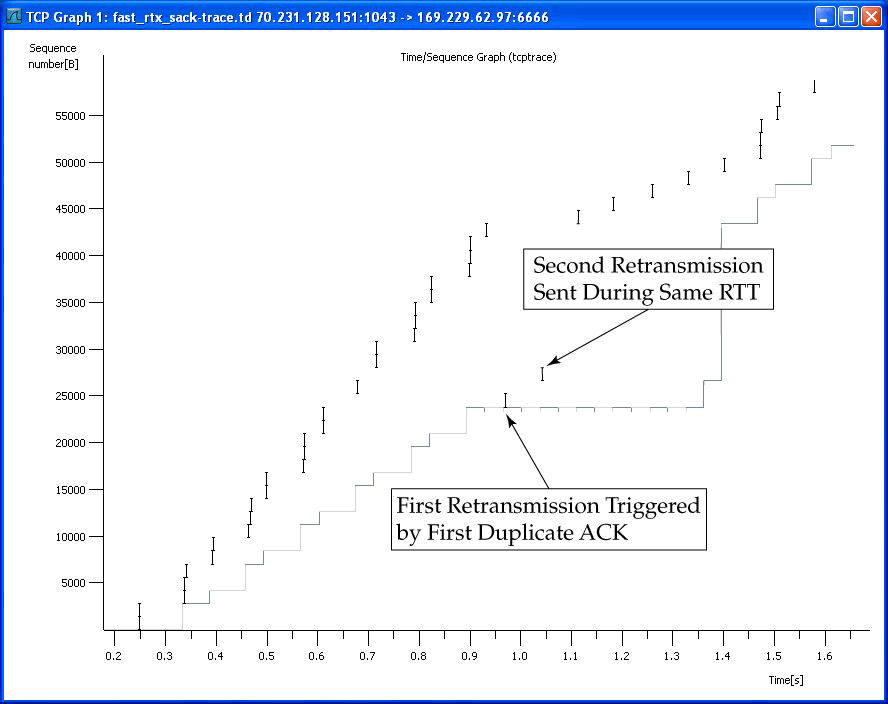 TCP Graph 1: fast_rtx_sack-trace.td 70.231.128.151:1043 -> 169.229.62.97:6666
Sequence
number[B]
Time/Sequence Graph (tcptrace)
55000
50000
45000
40000
35000
30000
25000
20000
15000
10000
5000
Second Retransmission
Sent During Same RTT
First Retransmission Triggered
by First Duplicate ACK
0.2 0.3 0.4 0.5 0.6 0.7 0.8 0.9 1.0 1.1 1.2 1.3 1.4 1.5 1.6
Time[s]